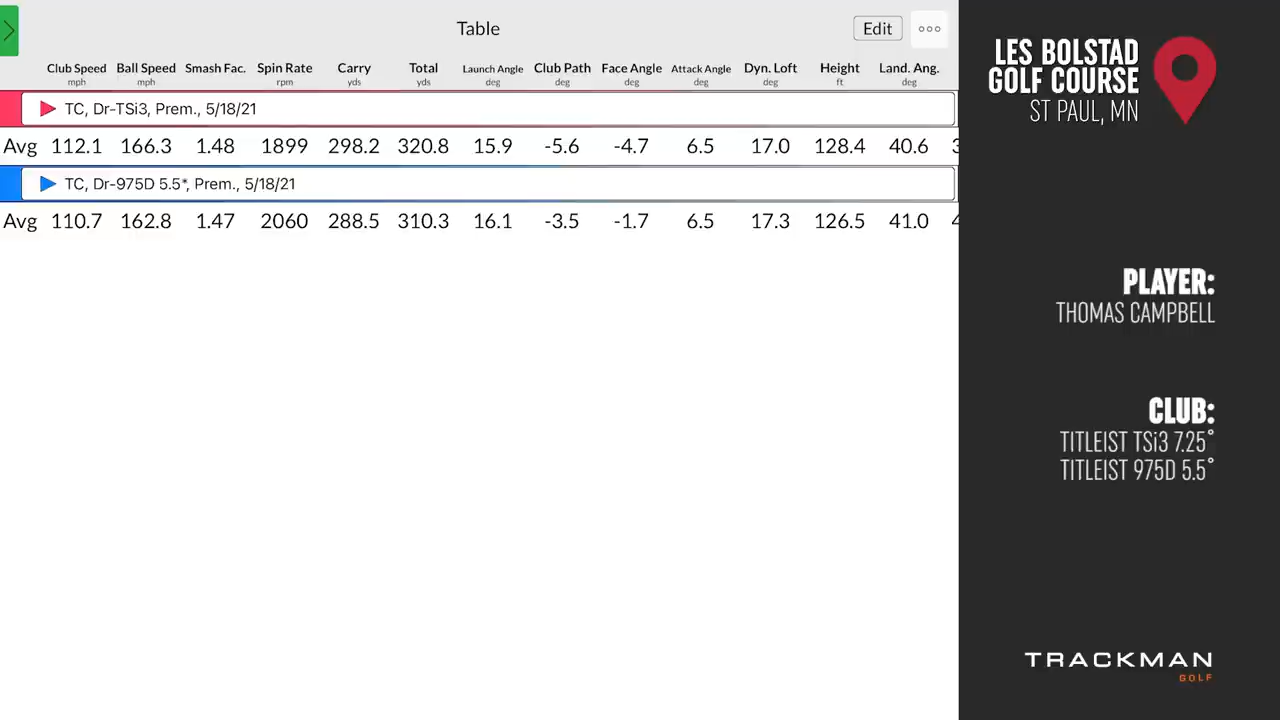 Table
Edit
Club Speed Ball Speed Smash Fac. Spin Rate Carry Total Launch Angle Club Path Face Angle Attack Angle Dyn. Loft Height Land. Ang.
mph mph rpm yds yds deg deg deg deg deg ft deg
TC, Dr-TSi3, Prem., 5/18/21
Avg 112.1 166.3 1.48 1899 298.2 320.8 15.9 -5.6 -4.7 6.5 17.0 128.4 40.6
TC, Dr-975D 5.5*, Prem., 5/18/21
Avg 110.7 162.8 1.47 2060 288.5 310.3 16.1 -3.5 -1.7 6.5 17.3 126.5 41.0
LES BOLSTAD
GOLF COURSE
ST PAUL, MN
PLAYER:
THOMAS CAMPBELL
CLUB:
TITLEIST TSi3 7.25°
TITLEIST 975D 5.5°
TRACKMAN
GOLF